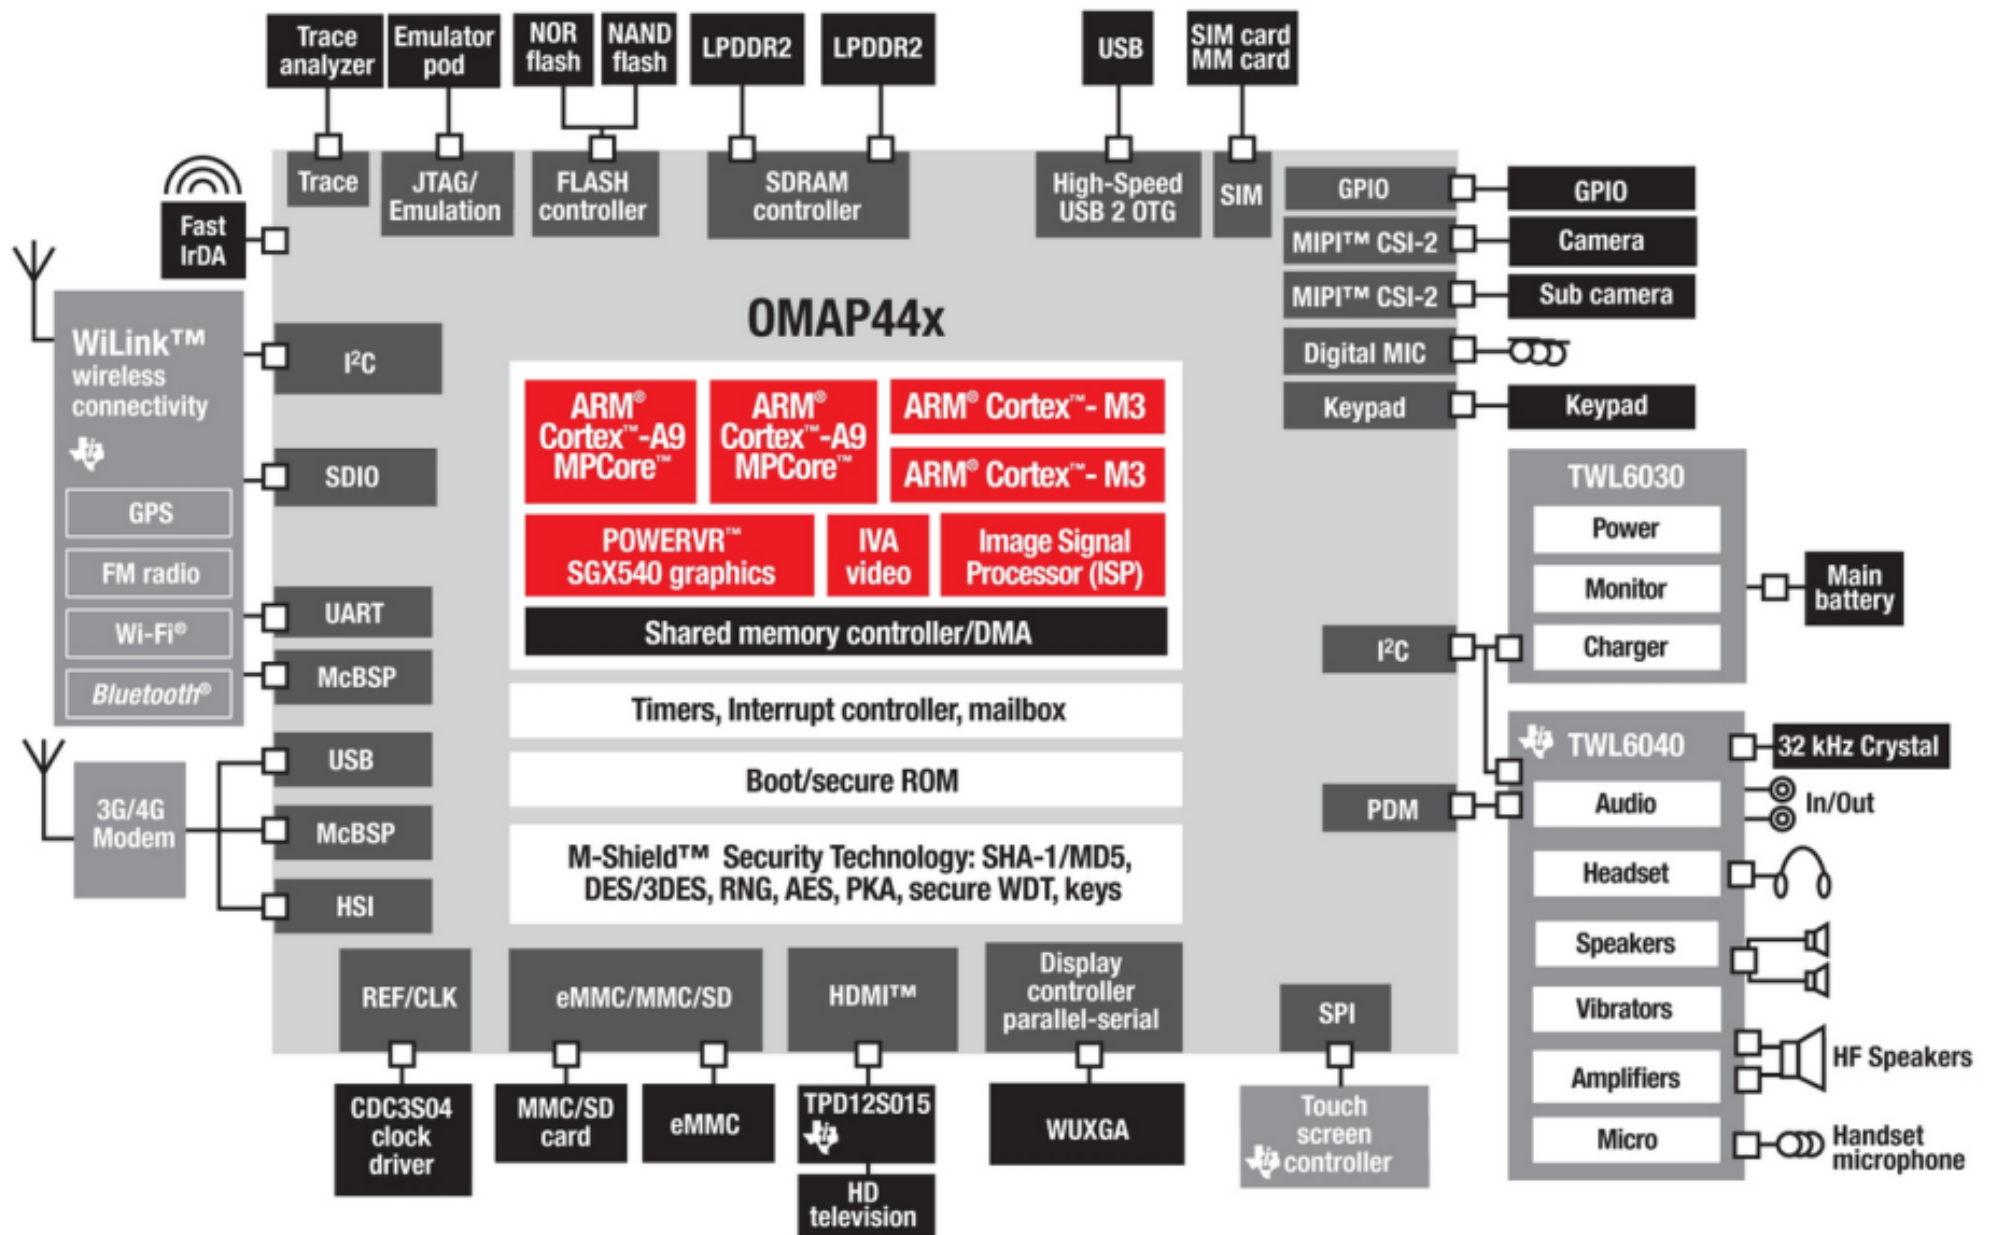 Trace
analyzer
Emulator
pod
NOR
flash
NAND
flash
LPDDR2
LPDDR2
USB
SIM card
MM card
Trace
JTAG/
Emulation
FLASH
controller
SDRAM
controller
High-Speed
USB 2 OTG
SIM
Fast
IrDA
GPIO
GPIO
MIPI™ CSI-2
Camera
MIPI™ CSI-2
Sub camera
Digital MIC
Keypad
Keypad
OMAP44x
WiLink™
wireless
connectivity
GPS
FM radio
Wi-Fi®
Bluetooth®
I²C
SDIO
UART
McBSP
USB
McBSP
HSI
3G/4G
Modem
ARM®
Cortex™-A9
MPCore™
ARM®
Cortex™-A9
MPCore™
ARM® Cortex™- M3
ARM® Cortex™- M3
POWERVR™
SGX540 graphics
IVA
video
Image Signal
Processor (ISP)
Shared memory controller/DMA
Timers, Interrupt controller, mailbox
Boot/secure ROM
M-Shield™ Security Technology: SHA-1/MD5,
DES/3DES, RNG, AES, PKA, secure WDT, keys
I²C
PDM
TWL6030
Power
Monitor
Charger
Main
battery
TWL6040
32 kHz Crystal
Audio
In/Out
Headset
Speakers
Vibrators
Amplifiers
HF Speakers
Micro
Handset
microphone
REF/CLK
eMMC/MMC/SD
HDMI™
Display
controller
parallel-serial
SPI
CDC3S04
clock
driver
MMC/SD
card
eMMC
TPD12S015
HD
television
WUXGA
Touch
screen
controller